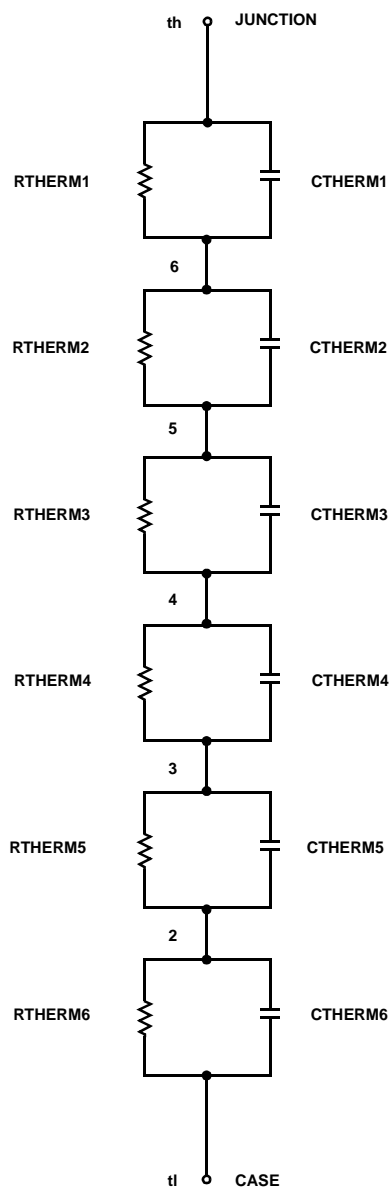 th JUNCTION
RTHERM1 CTHERM1
6
RTHERM2 CTHERM2
5
RTHERM3 CTHERM3
4
RTHERM4 CTHERM4
3
RTHERM5 CTHERM5
2
RTHERM6 CTHERM6
tl CASE